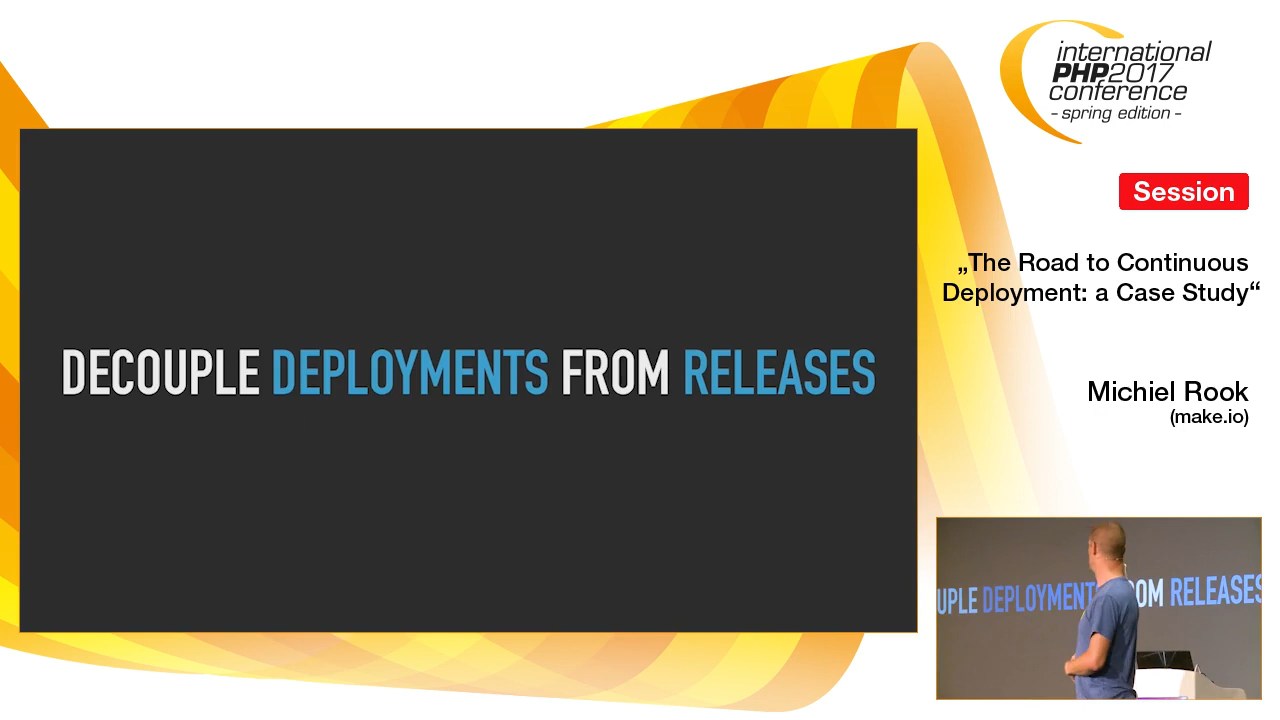 international
PHP2017
conference
- spring edition -
Session
„The Road to Continuous
Deployment: a Case Study“
DECOUPLE DEPLOYMENTS FROM RELEASES
Michiel Rook
(make.io)
UPLE DEPLOYMENT OM RELEASES